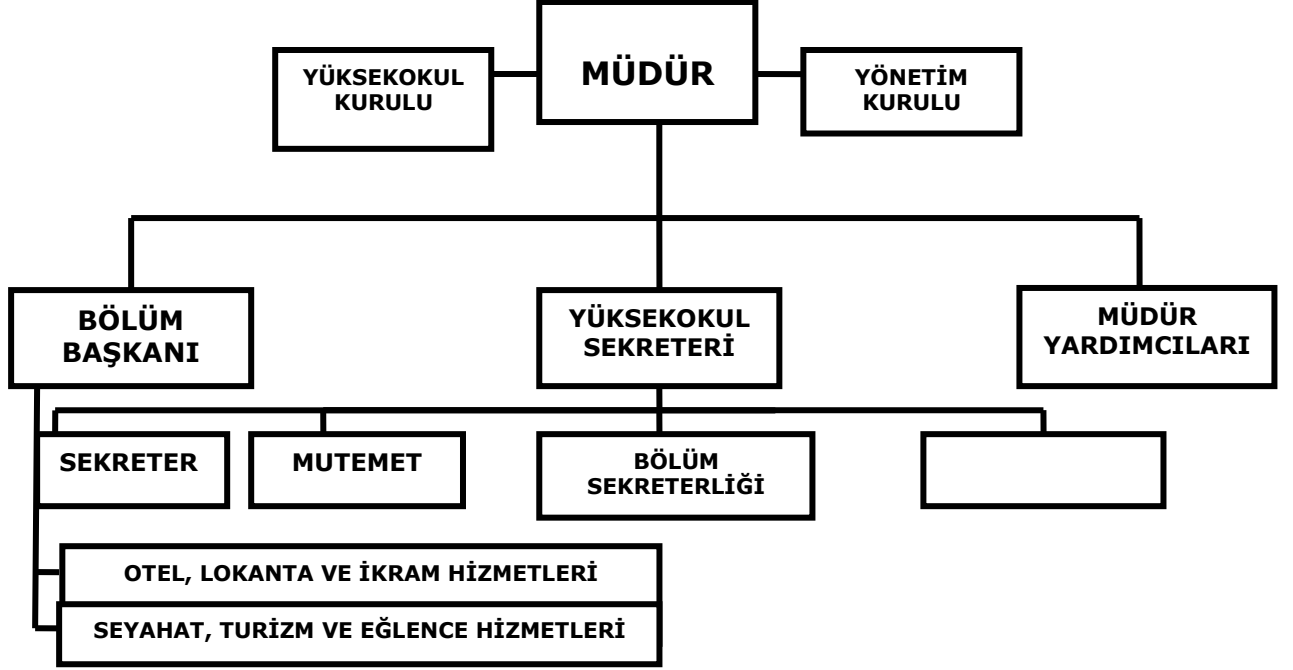 YÜKSEKOKUL
KURULU
MÜDÜR
YÖNETİM
KURULU
BÖLÜM
BAŞKANI
YÜKSEKOKUL
SEKRETERİ
MÜDÜR
YARDIMCILARI
SEKRETER
MUTEMET
BÖLÜM
SEKRETERLİĞİ
OTEL, LOKANTA VE İKRAM HİZMETLERİ
SEYAHAT, TURİZM VE EĞLENCE HİZMETLERİ